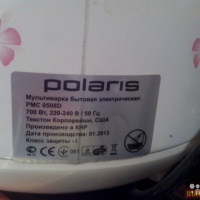 polaris
Мультиварка бытовая электрическая:
PMC 0508D
700 Вт, 220-240 В / 50 Гц
Текстон Корпорейшн, США
Произведено в КНР
Дата производства: 01.2013
Класс защиты: - I